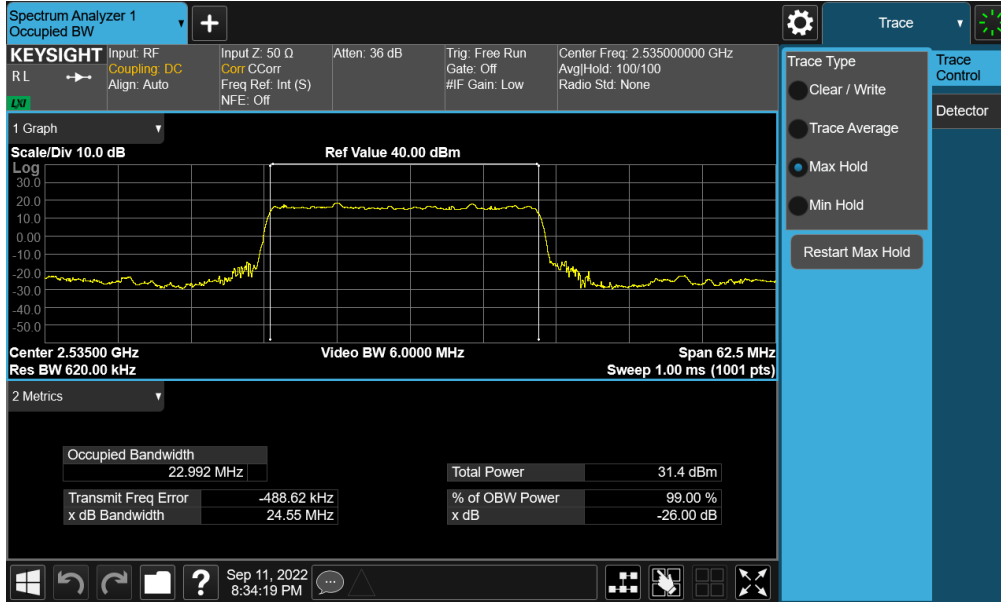 Spectrum Analyzer 1
Occupied BW
Trace
KEYSIGHT
RL
LXI
Input: RF
Coupling: DC
Align: Auto
Input Z: 50 Ω
Corr CCorr
Freq Ref: Int (S)
NFE: Off
Atten: 36 dB
Trig: Free Run
Gate: Off
#IF Gain: Low
Center Freq: 2.535000000 GHz
Avg|Hold: 100/100
Radio Std: None
Trace Type
Clear / Write
Trace Average
Max Hold
Min Hold
Restart Max Hold
Trace
Control
Detector
1 Graph
Scale/Div 10.0 dB
Ref Value 40.00 dBm
Log
30.0
20.0
10.0
0.00
-10.0
-20.0
-30.0
-40.0
-50.0
Center 2.53500 GHz
Video BW 6.0000 MHz
Span 62.5 MHz
Res BW 620.00 kHz
Sweep 1.00 ms (1001 pts)
2 Metrics
Occupied Bandwidth
22.992 MHz
Total Power 31.4 dBm
Transmit Freq Error -488.62 kHz
% of OBW Power 99.00 %
x dB Bandwidth 24.55 MHz
x dB -26.00 dB
Sep 11, 2022
8:34:19 PM